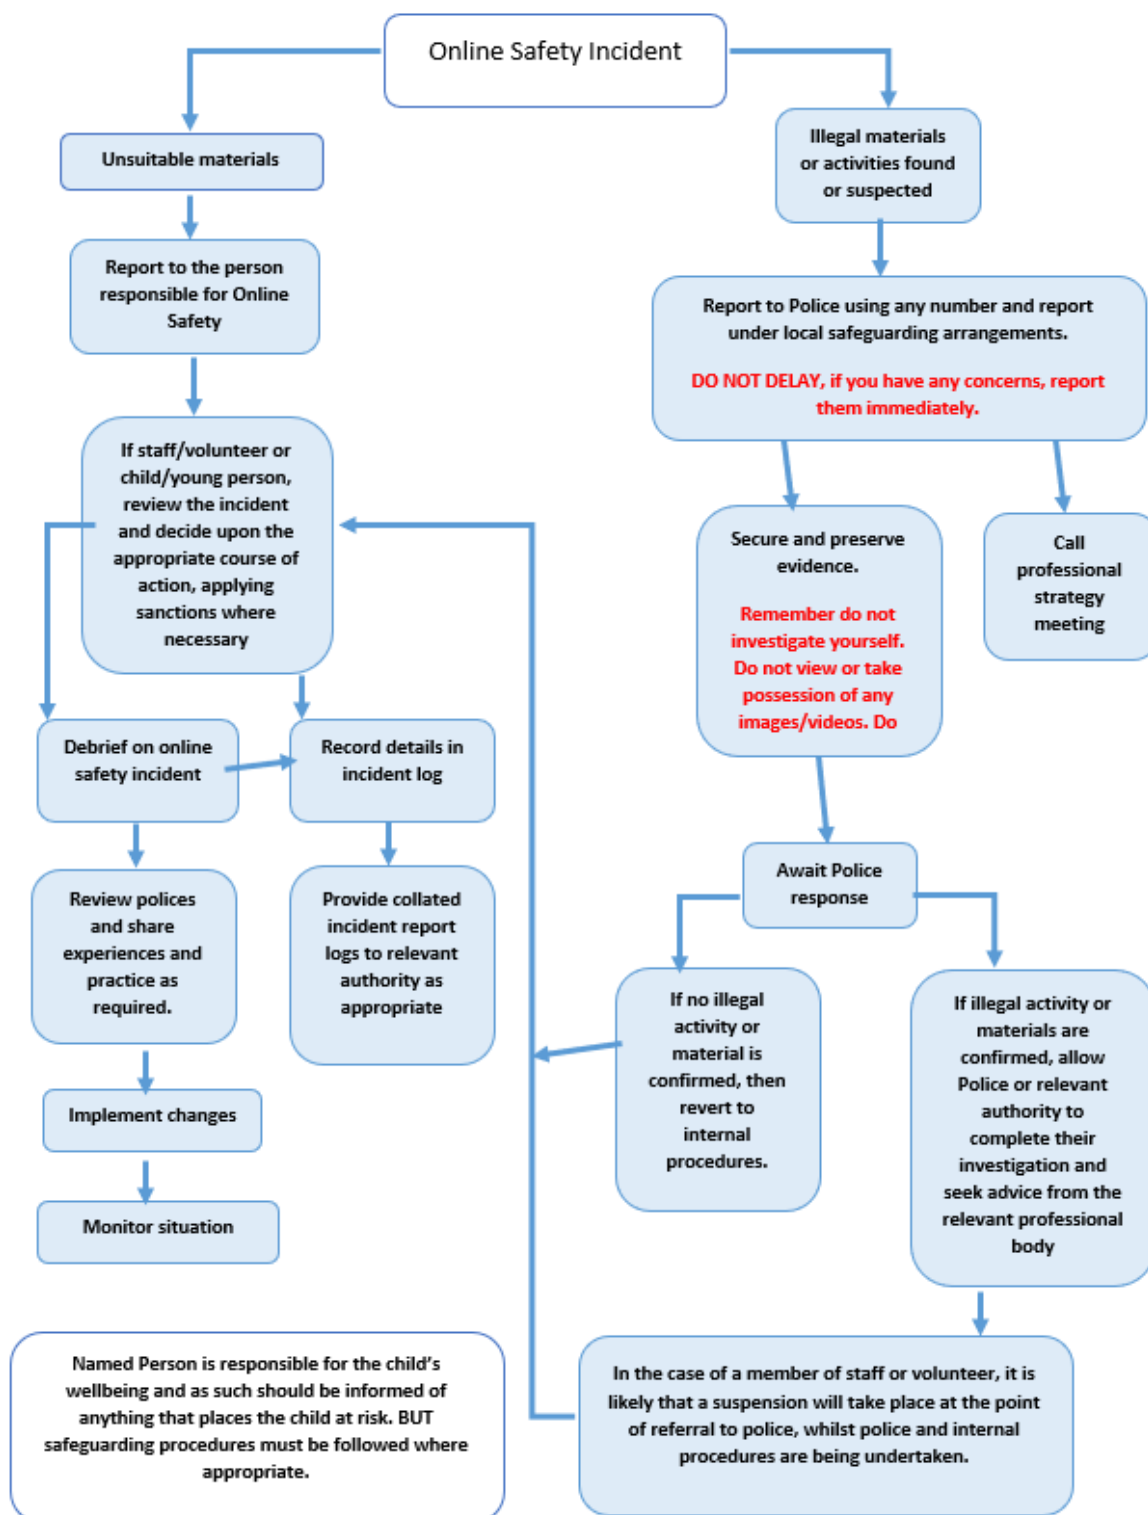 Online Safety Incident
Unsuitable materials
Report to the person
responsible for Online
Safety
If staff/volunteer or
child/young person,
review the incident
and decide upon the
appropriate course of
action, applying
sanctions where
necessary
Debrief on online
safety incident
Record details in
incident log
Review polices
and share
experiences and
practice as
required.
Provide collated
incident report
logs to relevant
authority as
appropriate
Implement changes
Monitor situation
Illegal materials
or activities found
or suspected
Report to Police using any number and report
under local safeguarding arrangements.
DO NOT DELAY, if you have any concerns, report
them immediately.
Secure and preserve
evidence.
Remember do not
investigate yourself.
Do not view or take
possession of any
images/videos. Do
Call
professional
strategy
meeting
Await Police
response
If no illegal
activity or
material is
confirmed, then
revert to
internal
procedures.
If illegal activity or
materials are
confirmed, allow
Police or relevant
authority to
complete their
investigation and
seek advice from the
relevant professional
body
In the case of a member of staff or volunteer, it is
likely that a suspension will take place at the point
of referral to police, whilst police and internal
procedures are being undertaken.
Named Person is responsible for the child’s
wellbeing and as such should be informed of
anything that places the child at risk. BUT
safeguarding procedures must be followed where
appropriate.